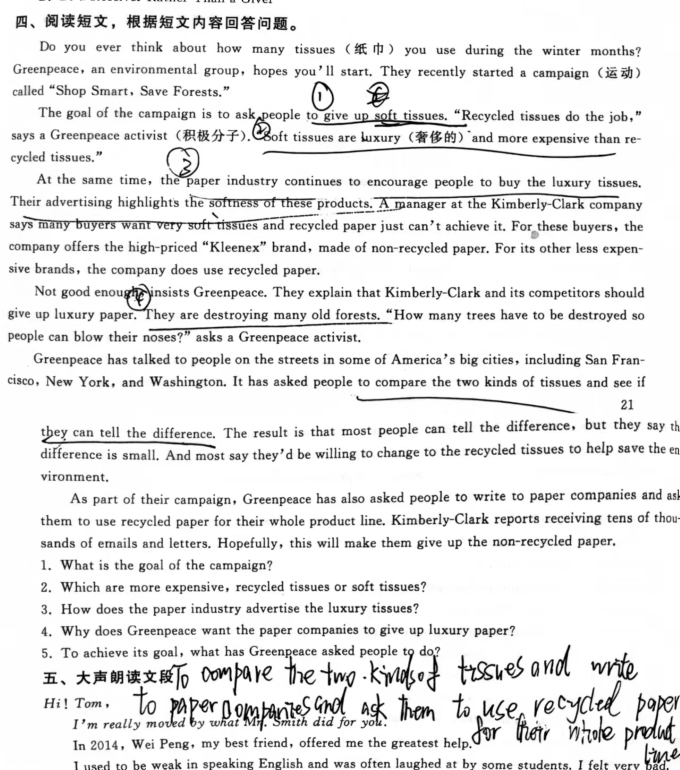 四、阅读短文，根据短文内容回答问题。
Do you ever think about how many tissues（纸巾）you use during the winter months?
Greenpeace, an environmental group, hopes you'll start. They recently started a campaign（运动）
called "Shop Smart, Save Forests."
①
The goal of the campaign is to ask people to give up soft tissues. "Recycled tissues do the job,"
says a Greenpeace activist（积极分子）. ② "Soft tissues are luxury（奢侈的）and more expensive than re-
cycled tissues."
③
At the same time, the paper industry continues to encourage people to buy the luxury tissues.
Their advertising highlights the softness of these products. A manager at the Kimberly-Clark company
says many buyers want very soft tissues and recycled paper just can't achieve it. For these buyers, the
company offers the high-priced "Kleenex" brand, made of non-recycled paper. For its other less expen-
sive brands, the company does use recycled paper.
Not good enough, ④ insists Greenpeace. They explain that Kimberly-Clark and its competitors should
give up luxury paper. They are destroying many old forests. "How many trees have to be destroyed so
people can blow their noses?" asks a Greenpeace activist.
Greenpeace has talked to people on the streets in some of America's big cities, including San Fran-
cisco, New York, and Washington. It has asked people to compare the two kinds of tissues and see if
21
they can tell the difference. The result is that most people can tell the difference, but they say th
difference is small. And most say they'd be willing to change to the recycled tissues to help save the en
vironment.
As part of their campaign, Greenpeace has also asked people to write to paper companies and ask
them to use recycled paper for their whole product line. Kimberly-Clark reports receiving tens of thou-
sands of emails and letters. Hopefully, this will make them give up the non-recycled paper.
1. What is the goal of the campaign?
2. Which are more expensive, recycled tissues or soft tissues?
3. How does the paper industry advertise the luxury tissues?
4. Why does Greenpeace want the paper companies to give up luxury paper?
5. To achieve its goal, what has Greenpeace asked people to do?
五、大声朗读文段
To compare the two kinds of tissues and write
to paper companies and ask them to use recycled paper
for their whole product
line
Hi! Tom,
I'm really moved by what Mr. Smith did for you.
In 2014, Wei Peng, my best friend, offered me the greatest help.
I used to be weak in speaking English and was often laughed at by some students. I felt very bad.